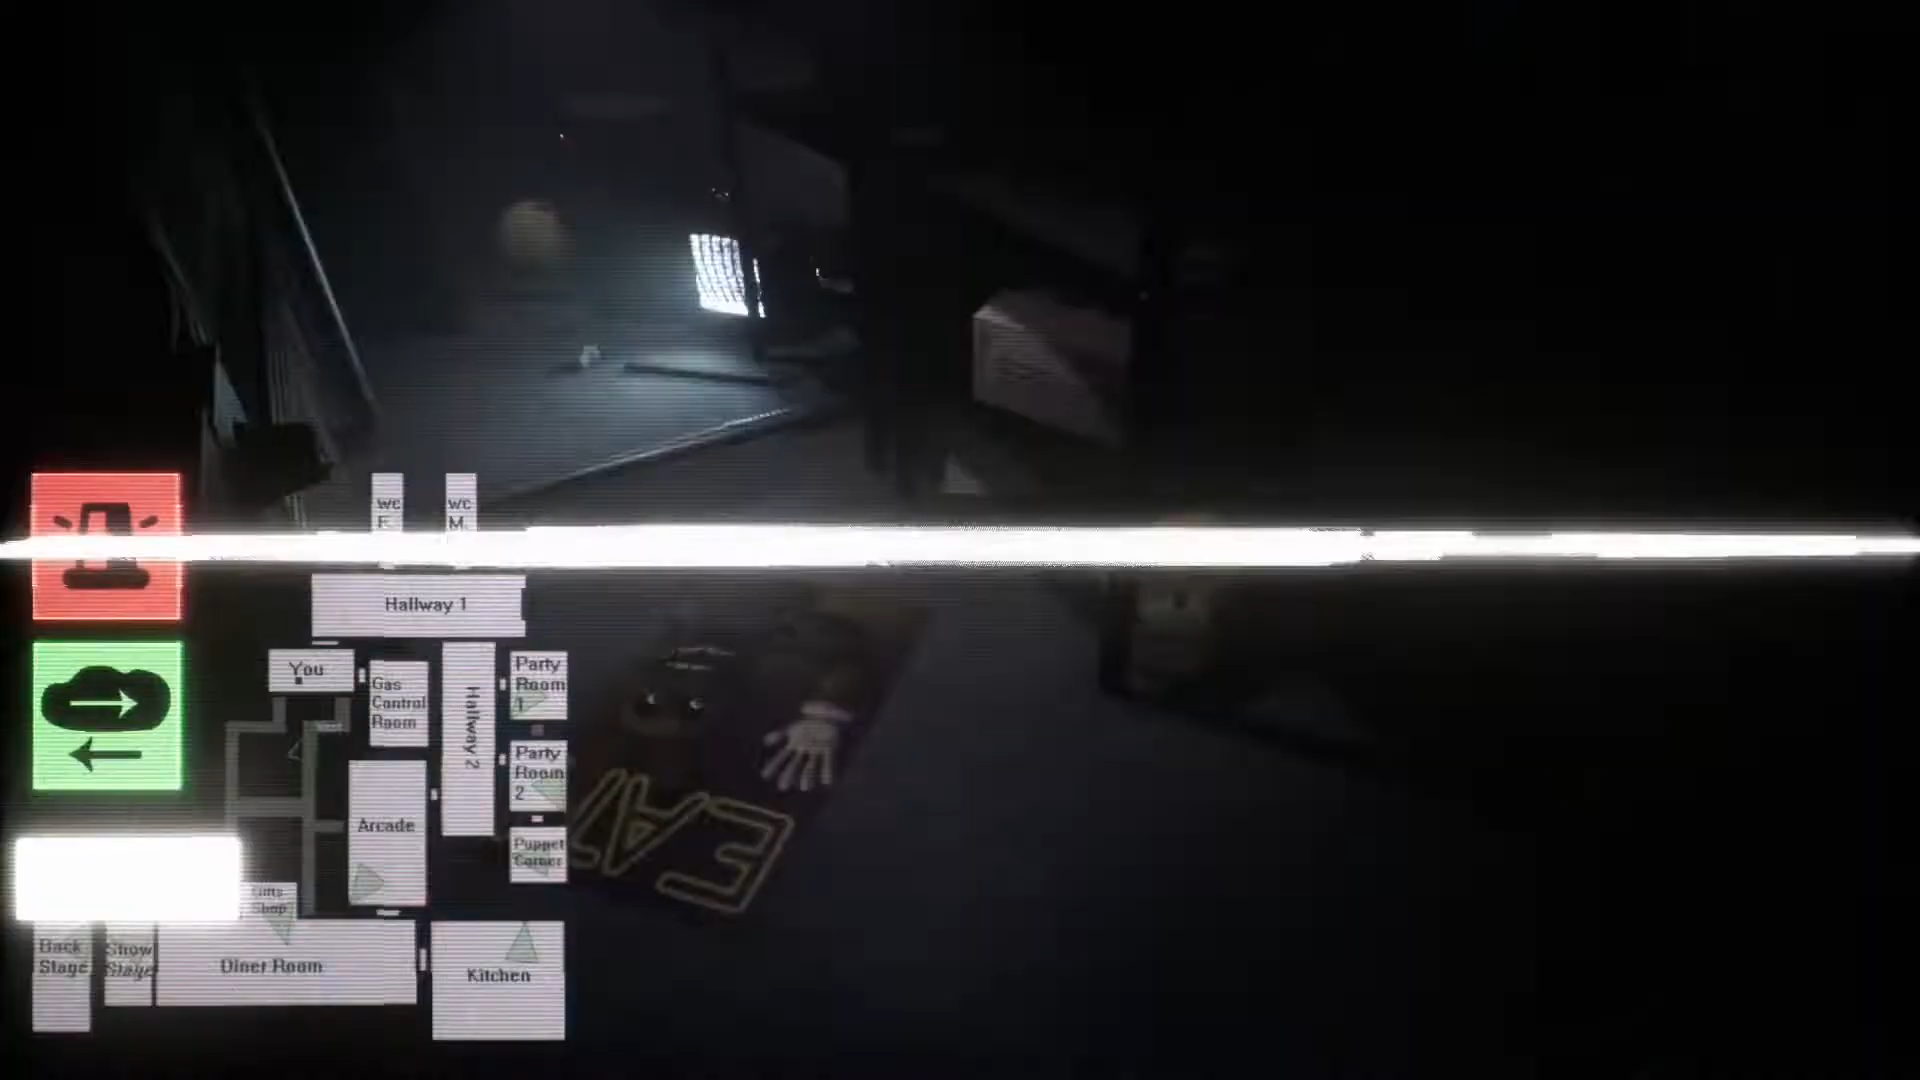 WC
WC
M.
Hallway 1
You
Gas
Control
Room
Hallway 2
Party
Room
1
Party
Room
2
Arcade
Puppet
Corner
Shop
Back
Stage
Show
Stage
Diner Room
Kitchen